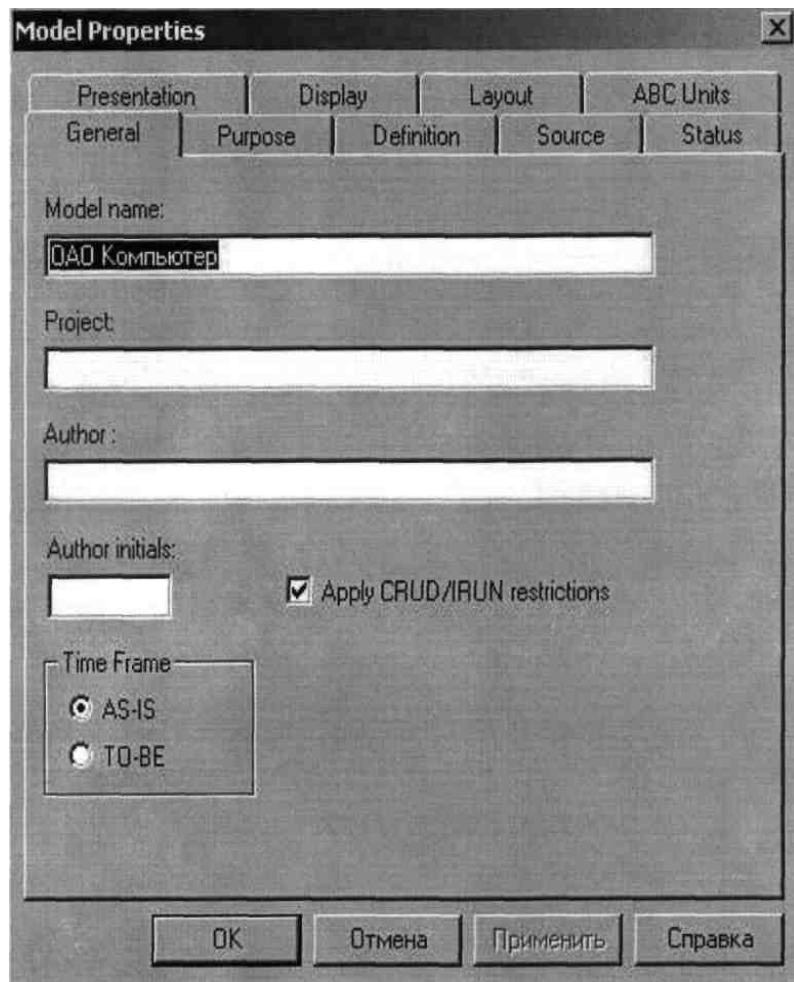 Model Properties
Presentation Display Layout ABC Units
General Purpose Definition Source Status
Model name:
ОАО Компьютер
Project:
Author :
Author initials:
Apply CRUD/IRUN restrictions
Time Frame
AS-IS
TO-BE
OK Отмена Применить Справка